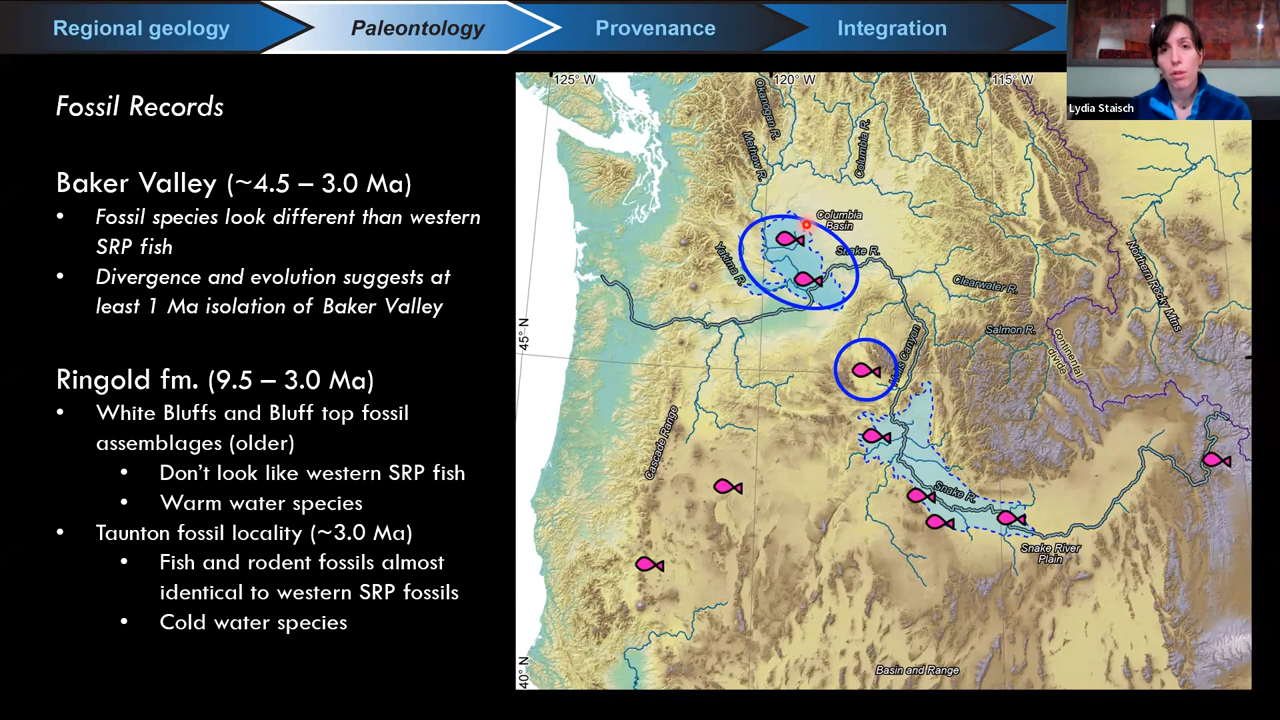 Regional geology
Paleontology
Provenance
Integration
Lydia Staisch
Fossil Records
Baker Valley (~4.5 – 3.0 Ma)
• Fossil species look different than western
SRP fish
• Divergence and evolution suggests at
least 1 Ma isolation of Baker Valley
Ringold fm. (9.5 – 3.0 Ma)
• White Bluffs and Bluff top fossil
assemblages (older)
• Don't look like western SRP fish
• Warm water species
• Taunton fossil locality (~3.0 Ma)
• Fish and rodent fossils almost
identical to western SRP fossils
• Cold water species
125° W
120° W
115° W
Okanogan R.
Methow R.
Columbia R.
Columbia
Basin
Snake R.
Yakima R.
Clearwater R.
Northern Rocky Mtns
45° N
Salmon R.
continental
divide
Canyon
Cascade Range
Snake R.
Snake River
Plain
Basin and Range
40° N